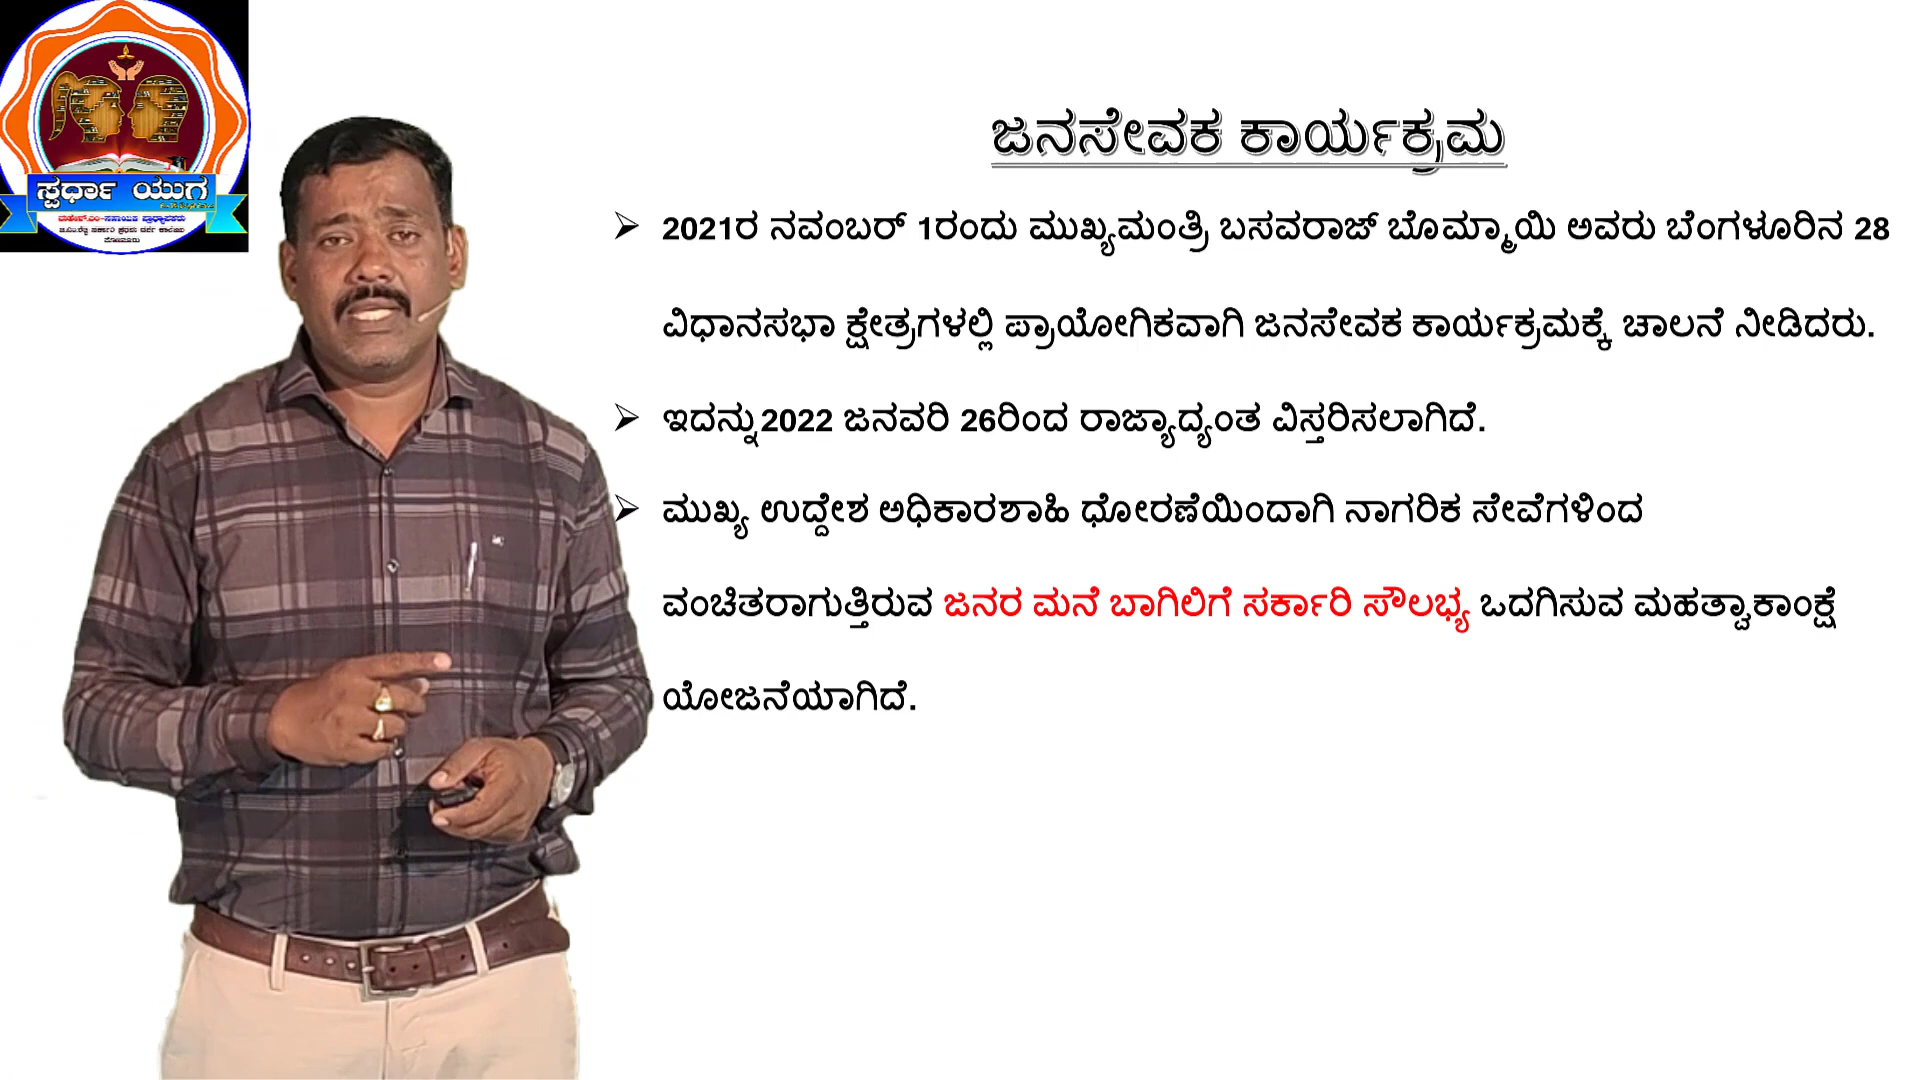 ಸ್ಪರ್ಧಾ ಯುಗ
ಜನಸೇವಕ ಕಾರ್ಯಕ್ರಮ
➢ 2021ರ ನವಂಬರ್ 1ರಂದು ಮುಖ್ಯಮಂತ್ರಿ ಬಸವರಾಜ್ ಬೊಮ್ಮಾಯಿ ಅವರು ಬೆಂಗಳೂರಿನ 28
ವಿಧಾನಸಭಾ ಕ್ಷೇತ್ರಗಳಲ್ಲಿ ಪ್ರಾಯೋಗಿಕವಾಗಿ ಜನಸೇವಕ ಕಾರ್ಯಕ್ರಮಕ್ಕೆ ಚಾಲನೆ ನೀಡಿದರು.
➢ ಇದನ್ನು 2022 ಜನವರಿ 26ರಿಂದ ರಾಜ್ಯಾದ್ಯಂತ ವಿಸ್ತರಿಸಲಾಗಿದೆ.
➢ ಮುಖ್ಯ ಉದ್ದೇಶ ಅಧಿಕಾರಶಾಹಿ ಧೋರಣೆಯಿಂದಾಗಿ ನಾಗರಿಕ ಸೇವೆಗಳಿಂದ
ವಂಚಿತರಾಗುತ್ತಿರುವ ಜನರ ಮನೆ ಬಾಗಿಲಿಗೆ ಸರ್ಕಾರಿ ಸೌಲಭ್ಯ ಒದಗಿಸುವ ಮಹತ್ವಾಕಾಂಕ್ಷೆ
ಯೋಜನೆಯಾಗಿದೆ.